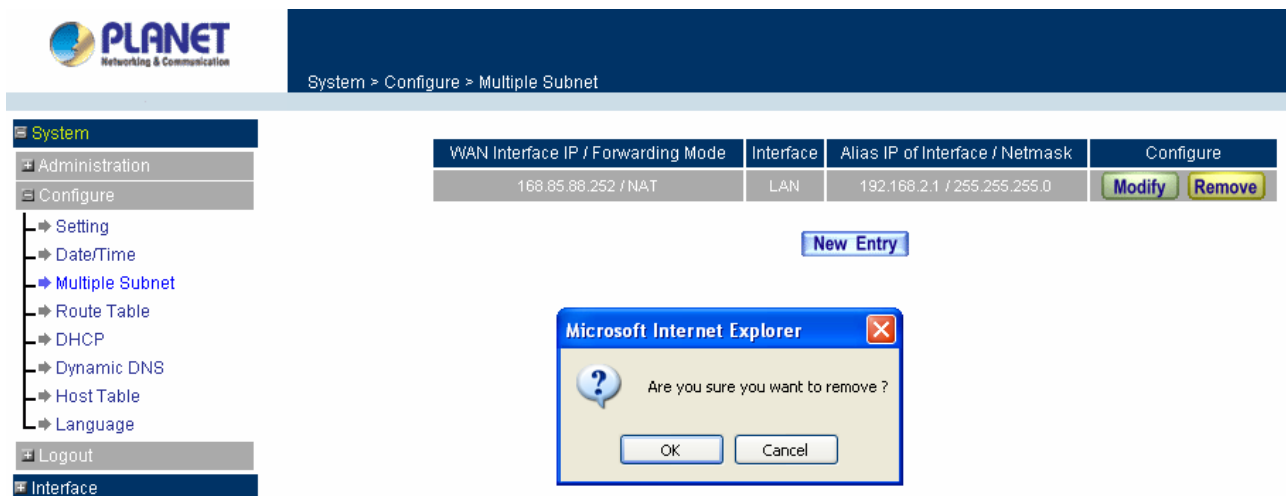 PLANET
Networking & Communication
System > Configure > Multiple Subnet
System
Administration
Configure
Setting
Date/Time
Multiple Subnet
Route Table
DHCP
Dynamic DNS
Host Table
Language
Logout
Interface
WAN Interface IP / Forwarding Mode Interface Alias IP of Interface / Netmask Configure
168.85.88.252 / NAT LAN 192.168.2.1 / 255.255.255.0 Modify Remove
New Entry
Microsoft Internet Explorer
Are you sure you want to remove ?
OK Cancel